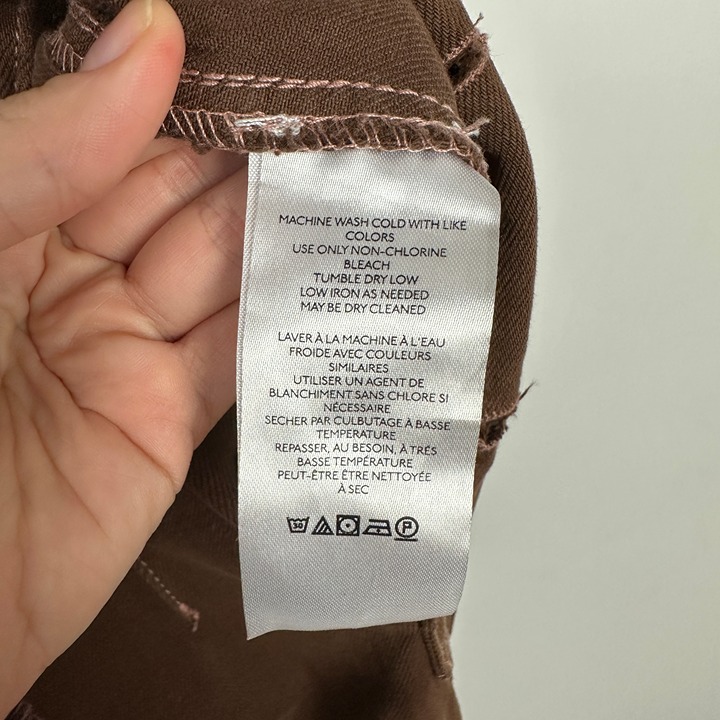 MACHINE WASH COLD WITH LIKE
COLORS
USE ONLY NON-CHLORINE
BLEACH
TUMBLE DRY LOW
LOW IRON AS NEEDED
MAY BE DRY CLEANED
LAVER À LA MACHINE À L'EAU
FROIDE AVEC COULEURS
SIMILAIRES
UTILISER UN AGENT DE
BLANCHIMENT SANS CHLORE SI
NÉCESSAIRE
SECHER PAR CULBUTAGE À BASSE
TEMPERATURE
REPASSER, AU BESOIN, À TRÉS
BASSE TEMPÉRATURE
PEUT-ÊTRE ÊTRE NETTOYÉE
À SEC
30 P